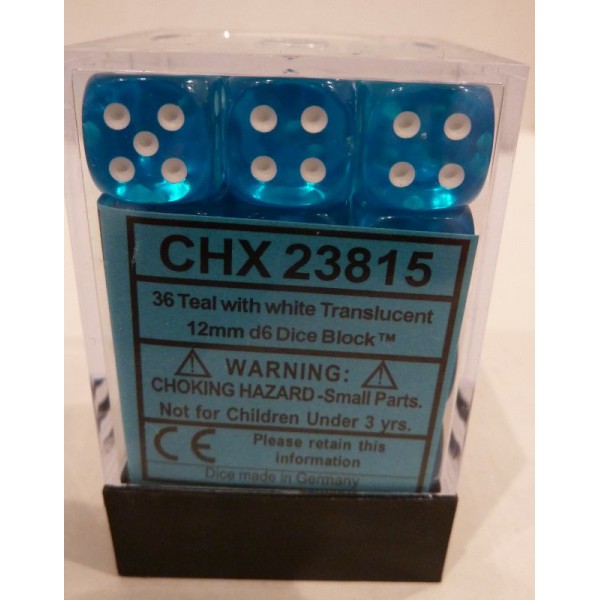 CHX 23815
36 Teal with white Translucent
12mm d6 Dice Block™
WARNING:
CHOKING HAZARD -Small Parts.
Not for Children Under 3 yrs.
CE
Please retain this
information
Dice made in Germany